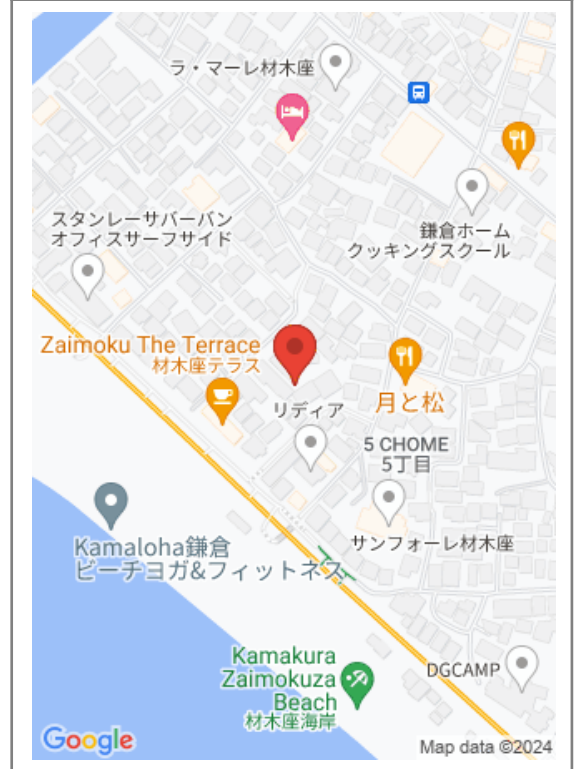 ラ・マーレ材木座
鎌倉ホーム
クッキングスクール
スタンレーサバーバン
オフィスサーフサイド
Zaimoku The Terrace
材木座テラス
リディア
月と松
5 CHOME
5丁目
サンフォーレ材木座
Kamaloha鎌倉
ビーチヨガ&フィットネス
Kamakura
Zaimokuza
Beach
材木座海岸
DGCAMP
Google
Map data ©2024